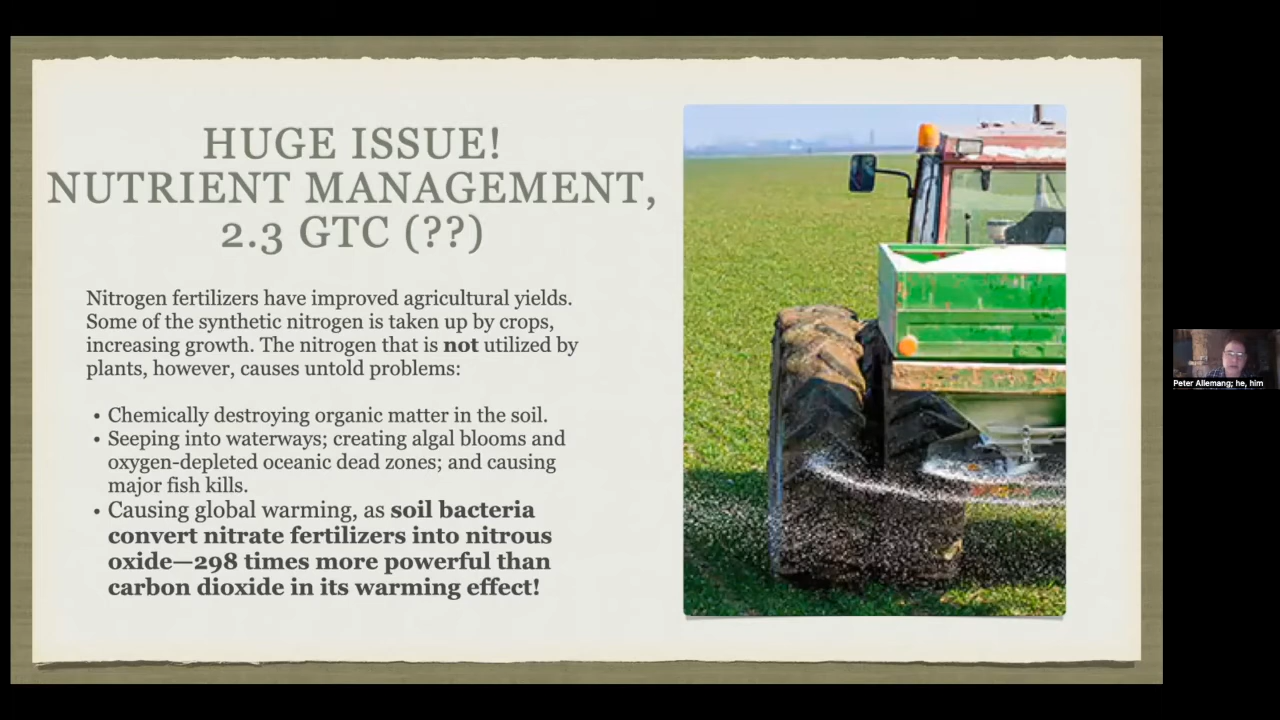 HUGE ISSUE!
NUTRIENT MANAGEMENT,
2.3 GTC (??)
Nitrogen fertilizers have improved agricultural yields.
Some of the synthetic nitrogen is taken up by crops,
increasing growth. The nitrogen that is not utilized by
plants, however, causes untold problems:
• Chemically destroying organic matter in the soil.
• Seeping into waterways; creating algal blooms and
oxygen-depleted oceanic dead zones; and causing
major fish kills.
• Causing global warming, as soil bacteria
convert nitrate fertilizers into nitrous
oxide—298 times more powerful than
carbon dioxide in its warming effect!
Peter Allemang; he, him